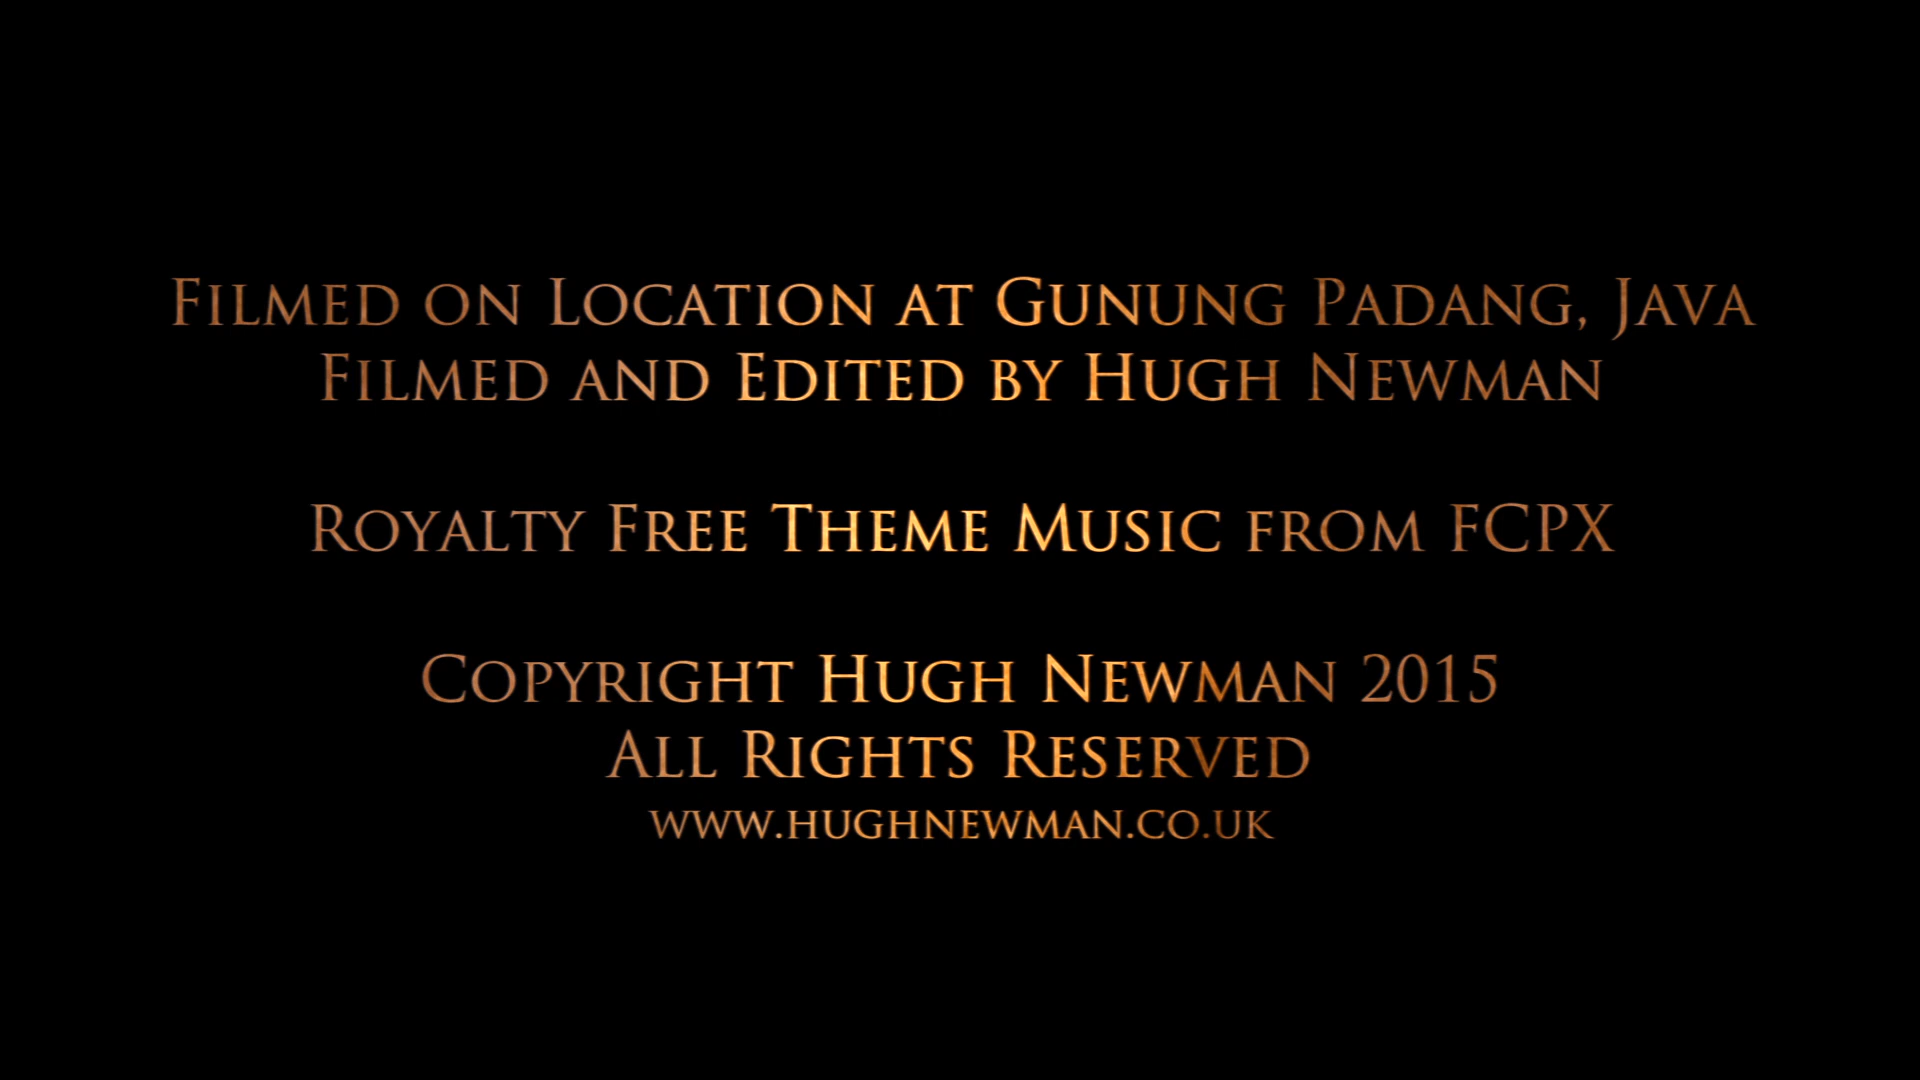 Filmed on Location at Gunung Padang, Java
Filmed and Edited by Hugh Newman
Royalty Free Theme Music from FCPX
Copyright Hugh Newman 2015
All Rights Reserved
www.hughnewman.co.uk